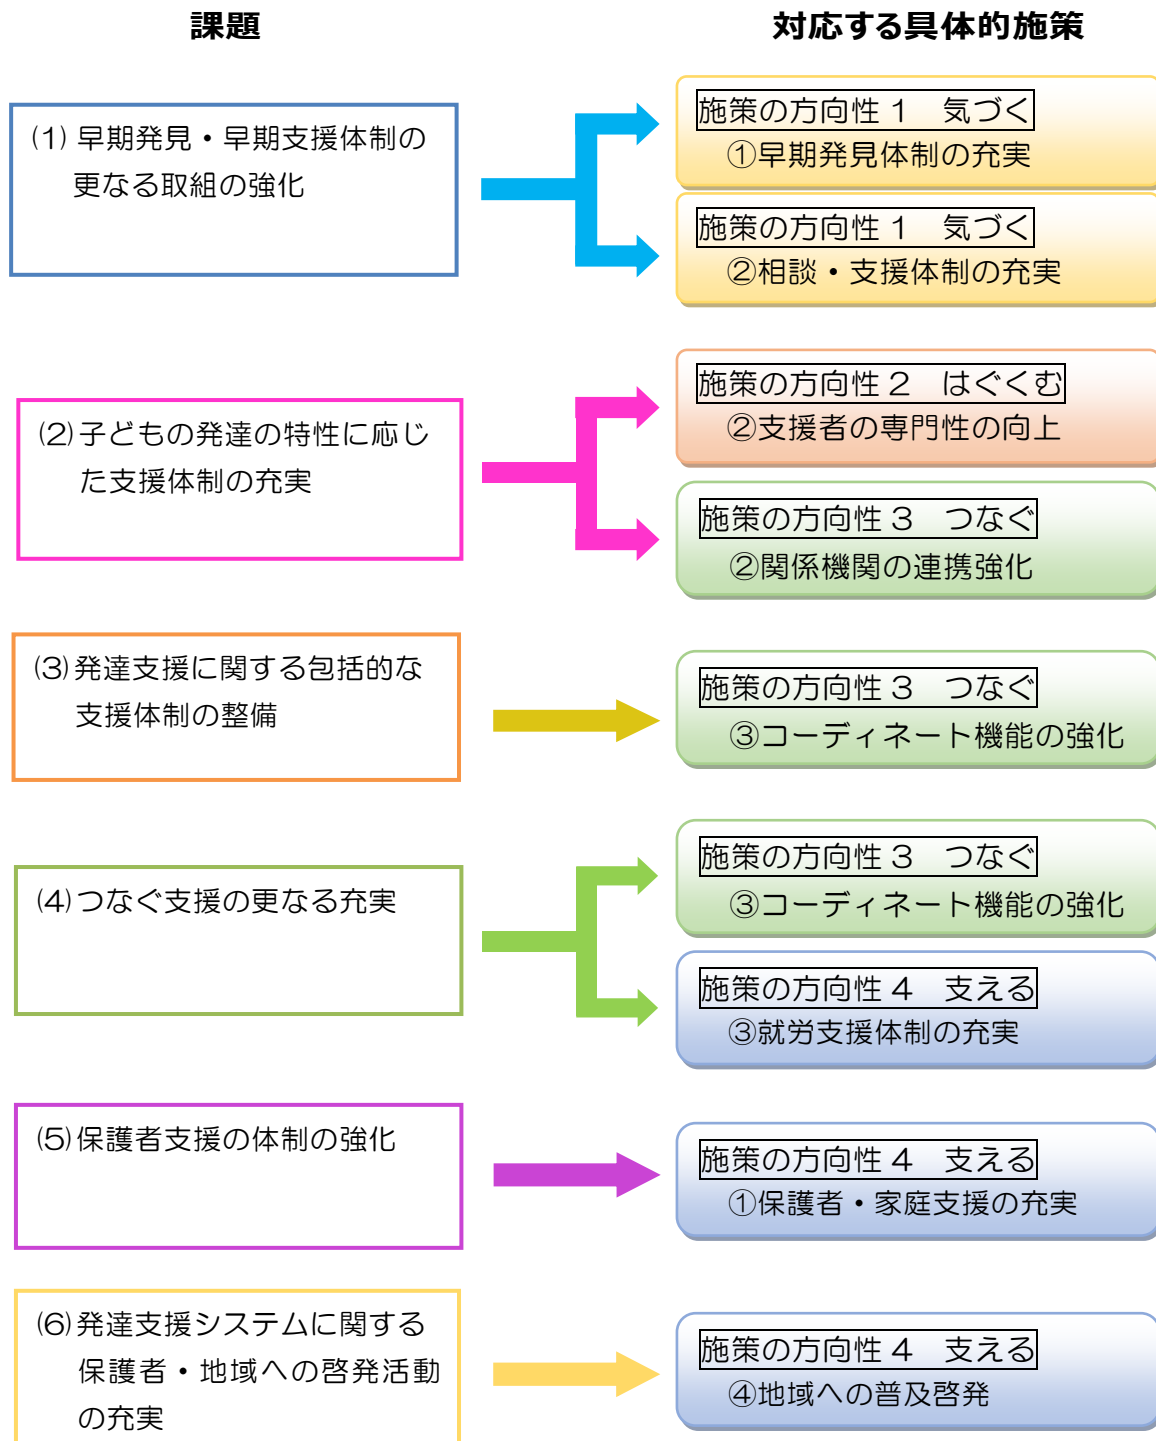 課題
対応する具体的施策
(1) 早期発見・早期支援体制の
更なる取組の強化
施策の方向性 1　気づく
①早期発見体制の充実
施策の方向性 1　気づく
②相談・支援体制の充実
(2) 子どもの発達の特性に応じ
た支援体制の充実
施策の方向性 2　はぐくむ
②支援者の専門性の向上
施策の方向性 3　つなぐ
②関係機関の連携強化
(3) 発達支援に関する包括的な
支援体制の整備
施策の方向性 3　つなぐ
③コーディネート機能の強化
(4) つなぐ支援の更なる充実
施策の方向性 3　つなぐ
③コーディネート機能の強化
施策の方向性 4　支える
③就労支援体制の充実
(5) 保護者支援の体制の強化
施策の方向性 4　支える
①保護者・家庭支援の充実
(6) 発達支援システムに関する
保護者・地域への啓発活動
の充実
施策の方向性 4　支える
④地域への普及啓発